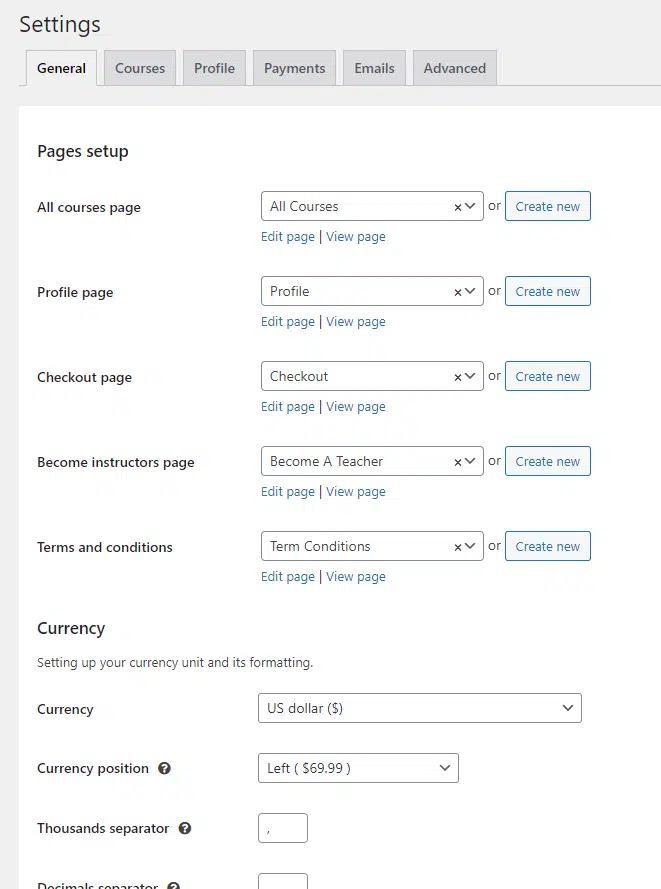 Settings
General Courses Profile Payments Emails Advanced
Pages setup
All courses page All Courses × or Create new
Edit page | View page
Profile page Profile × or Create new
Edit page | View page
Checkout page Checkout × or Create new
Edit page | View page
Become instructors page Become A Teacher × or Create new
Edit page | View page
Terms and conditions Term Conditions × or Create new
Edit page | View page
Currency
Setting up your currency unit and its formatting.
Currency US dollar ($)
Currency position ? Left ( $69.99 )
Thousands separator ? ,
Decimals separator ?